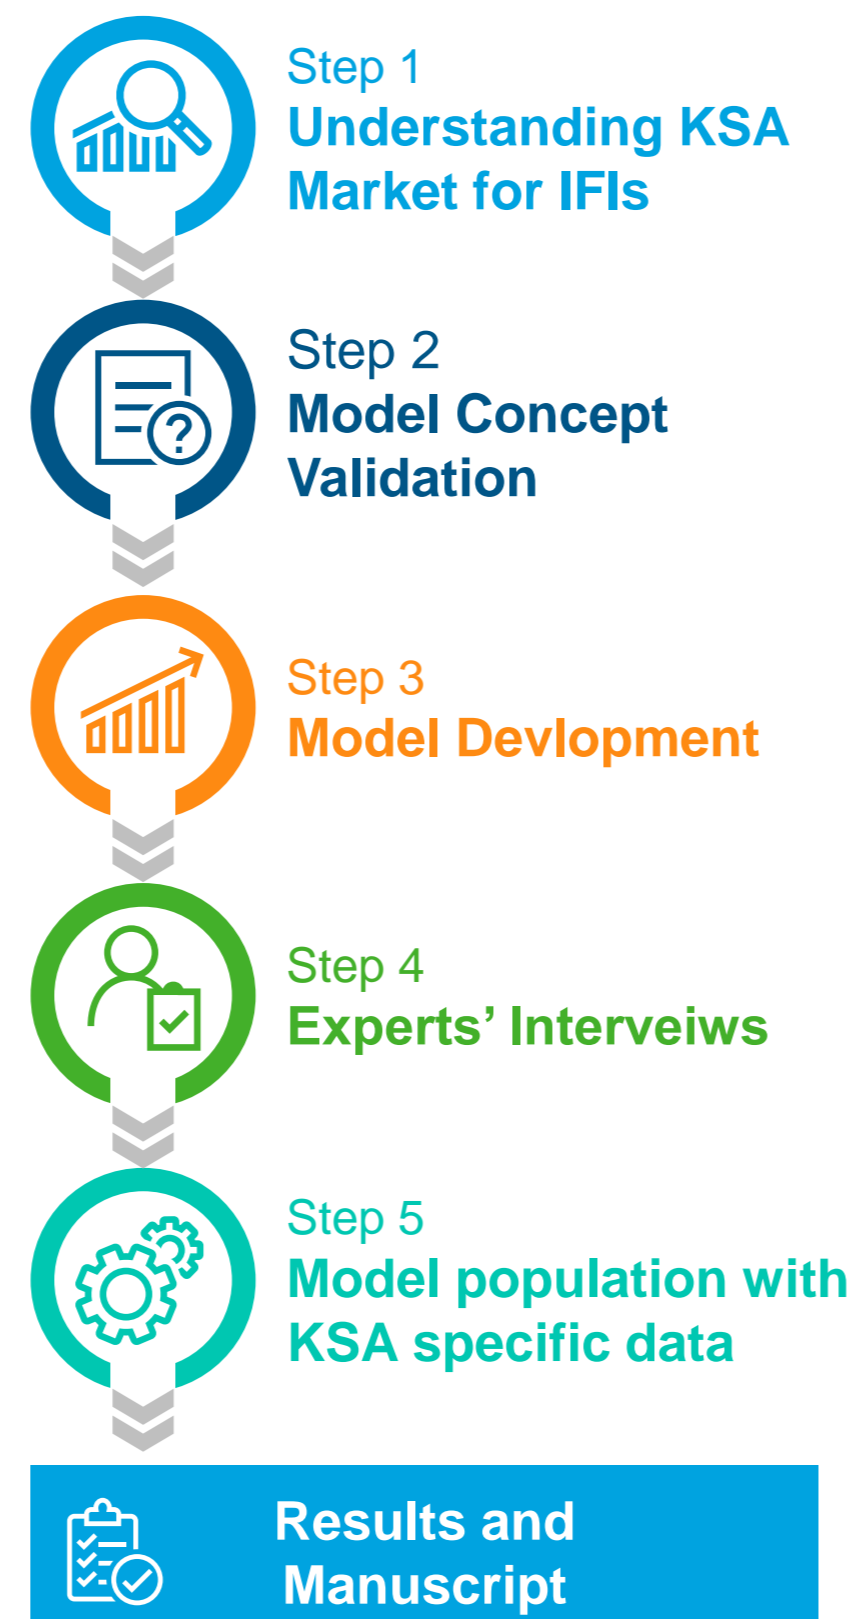 Step 1
Understanding KSA
Market for IFIs
Step 2
Model Concept
Validation
?
Step 3
Model Devlopment
Step 4
Experts’ Interveiws
Step 5
Model population with
KSA specific data
Results and
Manuscript